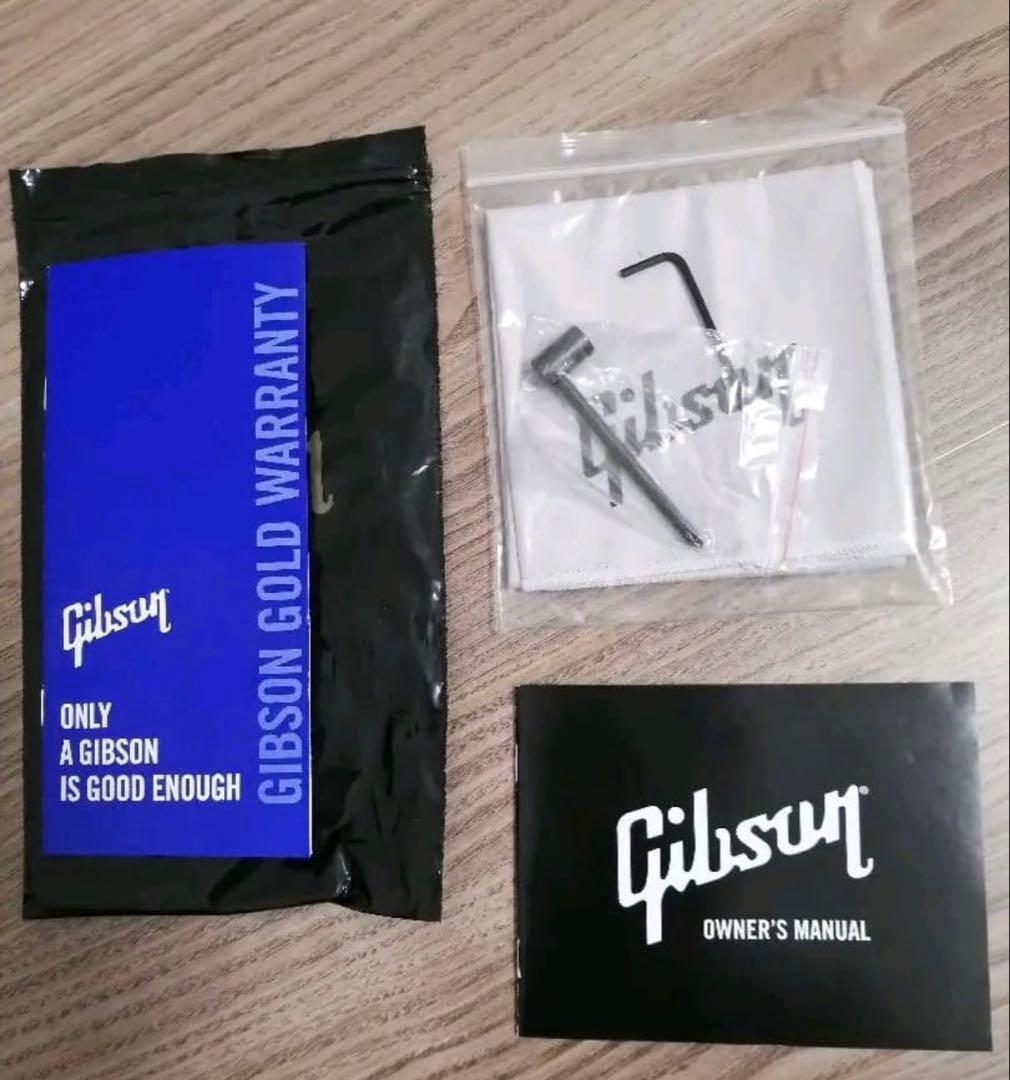 GIBSON GOLD WARRANTY
Gibson
ONLY
A GIBSON
IS GOOD ENOUGH
Gibson
Gibson
OWNER'S MANUAL